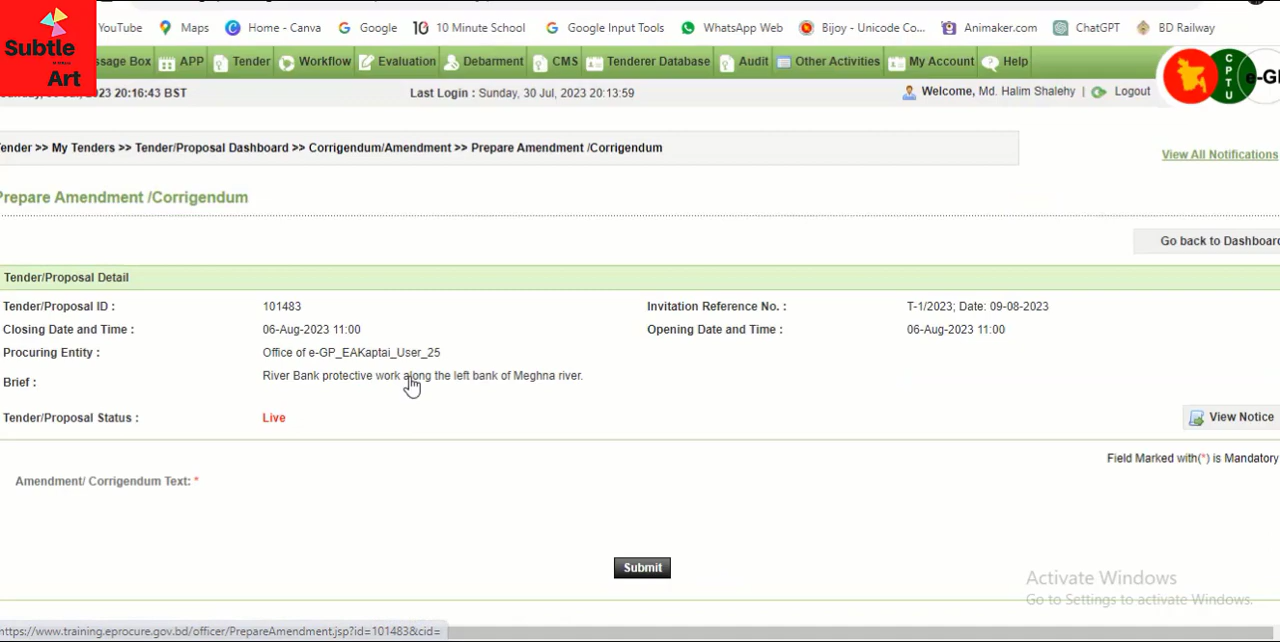 Subtle
Art
YouTube Maps Home - Canva Google 10 Minute School Google Input Tools WhatsApp Web Bijoy - Unicode Co... Animaker.com ChatGPT BD Railway
ssage Box APP Tender Workflow Evaluation Debarment CMS Tenderer Database Audit Other Activities My Account Help
CPTU e-GP
2023 20:16:43 BST Last Login : Sunday, 30 Jul, 2023 20:13:59 Welcome, Md. Halim Shalehy | Logout
ender >> My Tenders >> Tender/Proposal Dashboard >> Corrigendum/Amendment >> Prepare Amendment /Corrigendum
View All Notifications
Prepare Amendment /Corrigendum
Go back to Dashboard
Tender/Proposal Detail
Tender/Proposal ID : 101483 Invitation Reference No. : T-1/2023; Date: 09-08-2023
Closing Date and Time : 06-Aug-2023 11:00 Opening Date and Time : 06-Aug-2023 11:00
Procuring Entity : Office of e-GP_EAKaptai_User_25
Brief : River Bank protective work along the left bank of Meghna river.
Tender/Proposal Status : Live View Notice
Field Marked with(*) is Mandatory
Amendment/ Corrigendum Text: *
Submit
Activate Windows
Go to Settings to activate Windows.
https://www.training.eprocure.gov.bd/officer/PrepareAmendment.jsp?id=101483&cid=